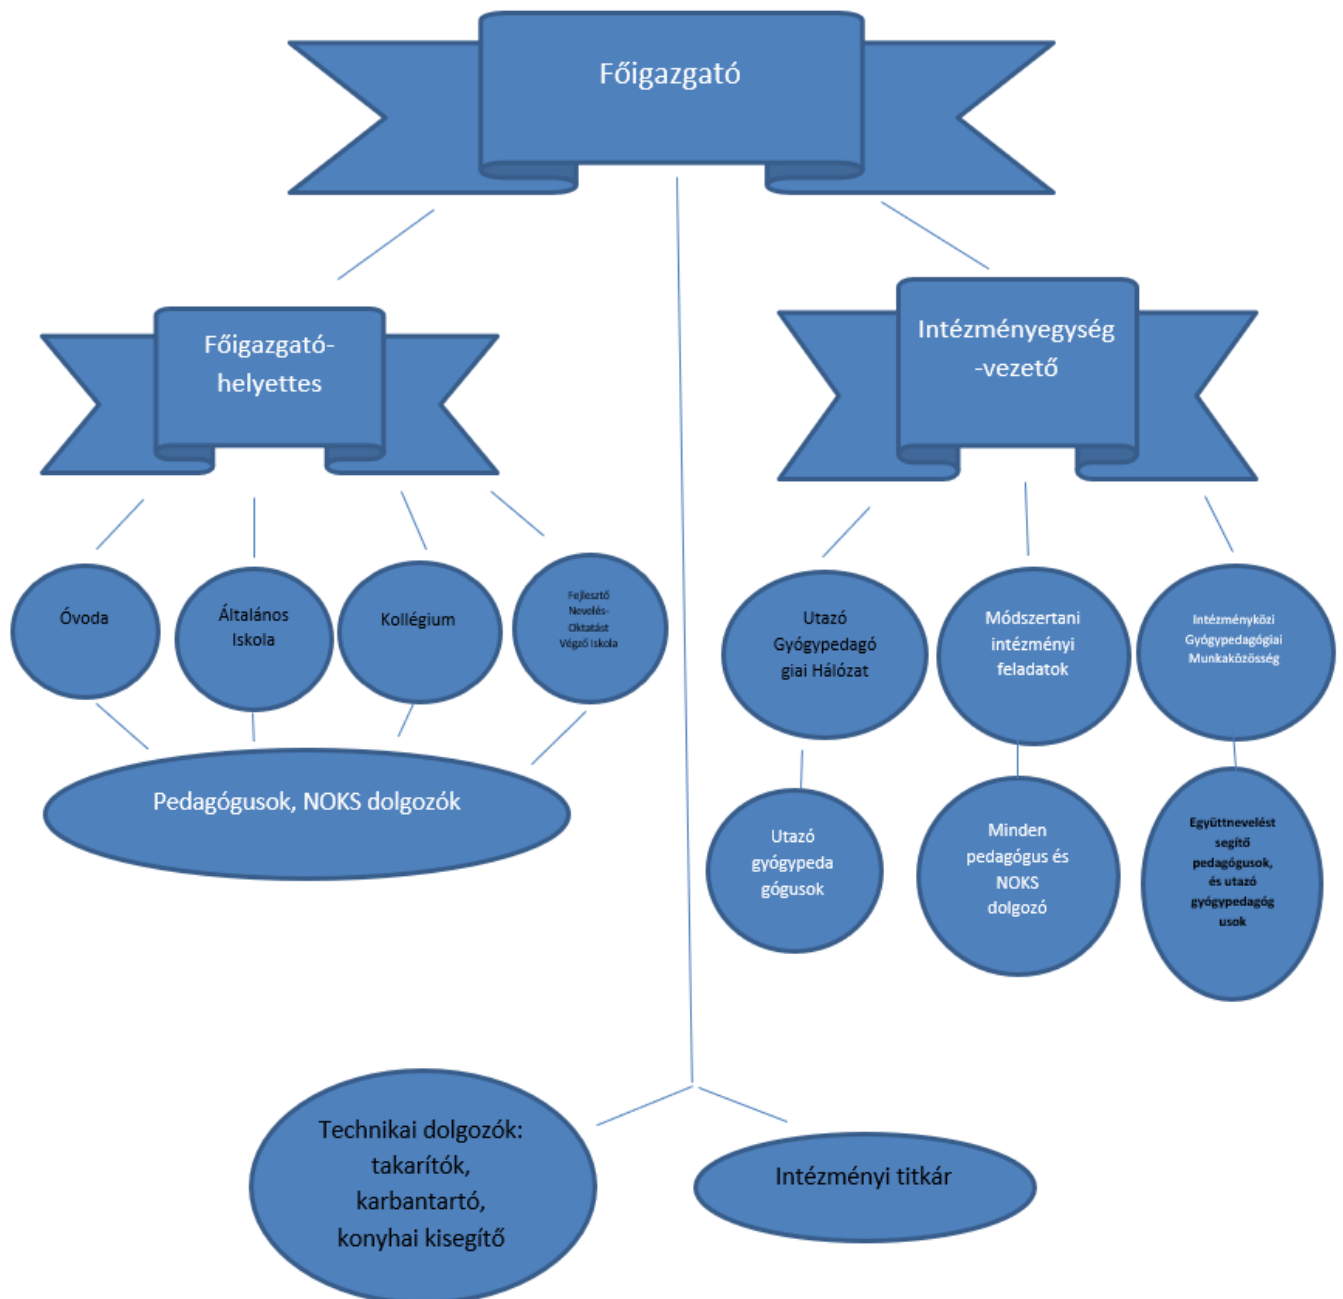 Főigazgató
Főigazgató-
helyettes
Intézményegység
-vezető
Óvoda
Általános
Iskola
Kollégium
Fejlesztő
Nevelés-
Oktatást
Végző Iskola
Utazó
Gyógypedagó
giai Hálózat
Módszertani
intézményi
feladatok
Intézményközi
Gyógypedagógiai
Munkaközösség
Pedagógusok, NOKS dolgozók
Utazó
gyógypeda
gógusok
Minden
pedagógus és
NOKS
dolgozó
Együttnevelést
segítő
pedagógusok,
és utazó
gyógypedagóg
usok
Technikai dolgozók:
takarítók,
karbantartó,
konyhai kisegítő
Intézményi titkár